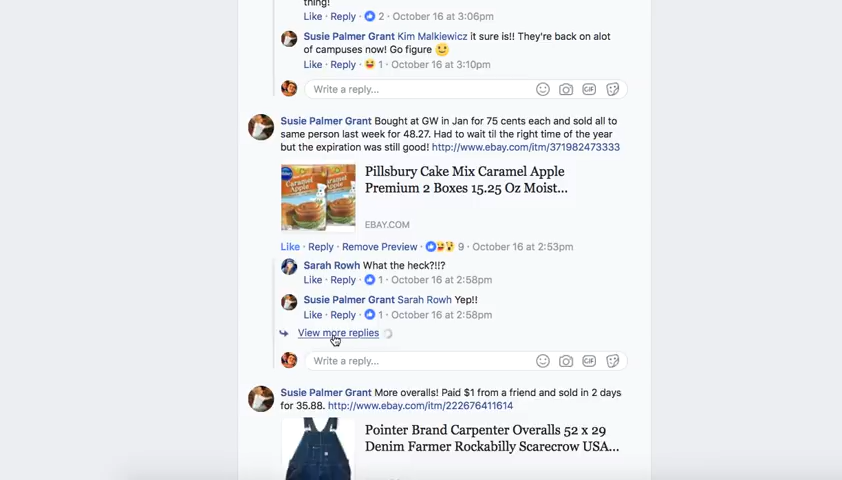 thing!
Like · Reply · 2 · October 16 at 3:06pm
Susie Palmer Grant Kim Malkiewicz it sure is!! They're back on alot
of campuses now! Go figure
Like · Reply · 1 · October 16 at 3:10pm
Write a reply...
GIF
Susie Palmer Grant Bought at GW in Jan for 75 cents each and sold all to
same person last week for 48.27. Had to wait til the right time of the year
but the expiration was still good! http://www.ebay.com/itm/371982473333
Pillsbury
Caramel Apple
Caramel Apple
Pillsbury Cake Mix Caramel Apple
Premium 2 Boxes 15.25 Oz Moist...
EBAY.COM
Like · Reply · Remove Preview · 9 · October 16 at 2:53pm
Sarah Rowh What the heck?!!?
Like · Reply · 1 · October 16 at 2:58pm
Susie Palmer Grant Sarah Rowh Yep!!
Like · Reply · 1 · October 16 at 2:58pm
View more replies
Write a reply...
GIF
Susie Palmer Grant More overalls! Paid $1 from a friend and sold in 2 days
for 35.88. http://www.ebay.com/itm/222676411614
Pointer Brand Carpenter Overalls 52 x 29
Denim Farmer Rockabilly Scarecrow USA...